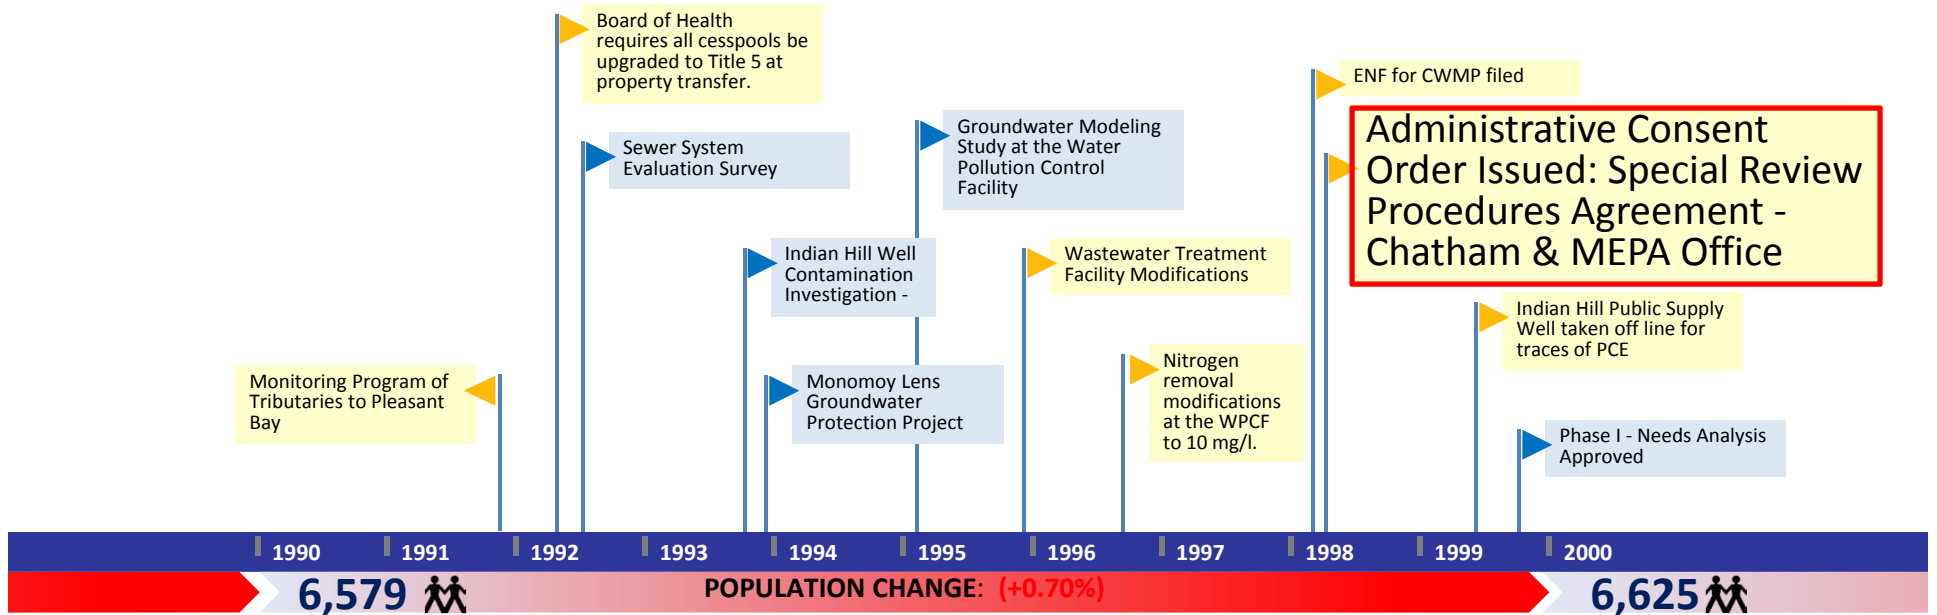 Board of Health
requires all cesspools be
upgraded to Title 5 at
property transfer.
Sewer System
Evaluation Survey
Groundwater Modeling
Study at the Water
Pollution Control
Facility
ENF for CWMP filed
Administrative Consent
Order Issued: Special Review
Procedures Agreement -
Chatham & MEPA Office
Indian Hill Well
Contamination
Investigation -
Wastewater Treatment
Facility Modifications
Indian Hill Public Supply
Well taken off line for
traces of PCE
Monitoring Program of
Tributaries to Pleasant
Bay
Monomoy Lens
Groundwater
Protection Project
Nitrogen
removal
modifications
at the WPCF
to 10 mg/l.
Phase I - Needs Analysis
Approved
1990 1991 1992 1993 1994 1995 1996 1997 1998 1999 2000
6,579 POPULATION CHANGE: (+0.70%) 6,625